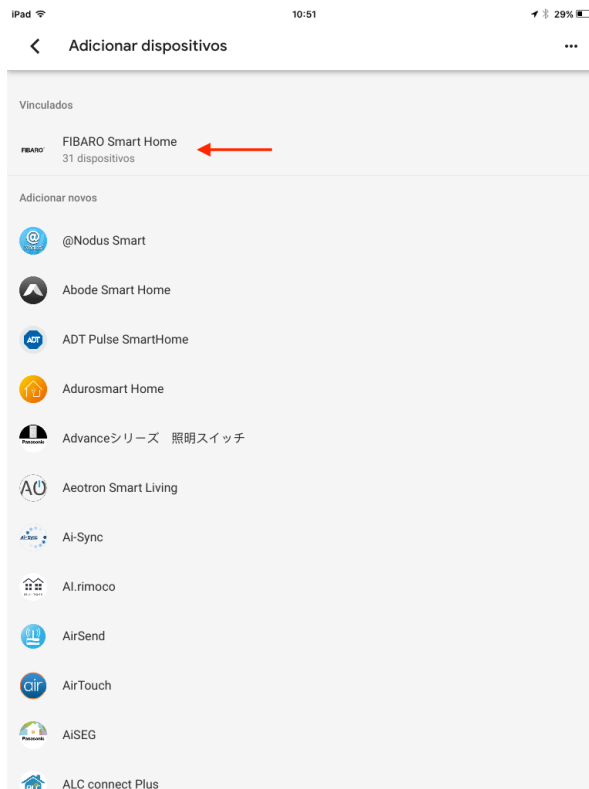 iPad 10:51 29%
Adicionar dispositivos
Vinculados
FIBARO
FIBARO Smart Home
31 dispositivos
Adicionar novos
@Nodus Smart
Abode Smart Home
ADT
ADT Pulse SmartHome
Adurosmart Home
Panasonic
Advanceシリーズ　照明スイッチ
Aeotron Smart Living
Ai-Sync
AI.rimoco
AirSend
air
AirTouch
Panasonic
AiSEG
ALC connect Plus